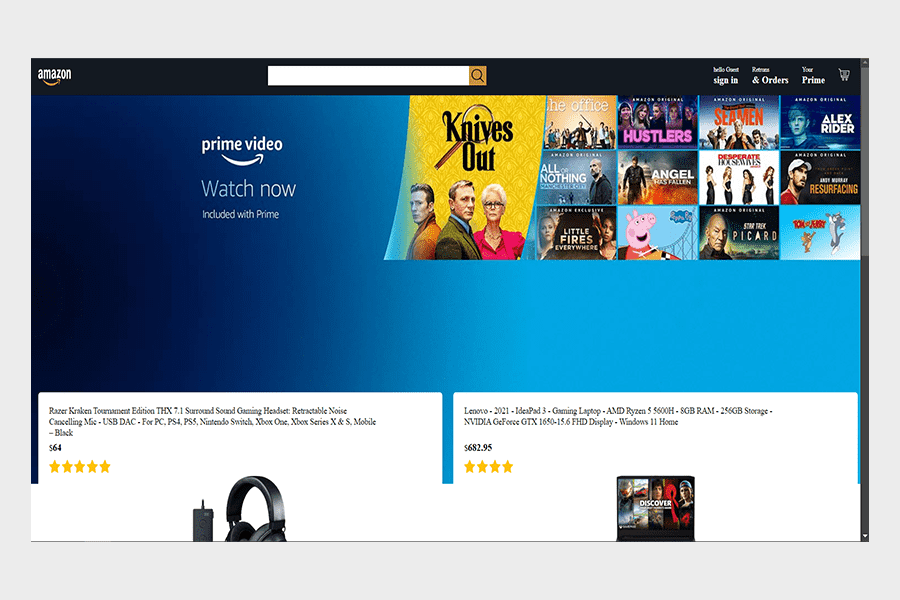 amazon
hello Guest
sign in
Retruns
& Orders
Your
Prime
prime video
Watch now
Included with Prime
Knives
Out
the office
AMAZON ORIGINAL
HUSTLERS
AMAZON ORIGINAL
SEAMEN
AMAZON ORIGINAL
ALEX
RIDER
AMAZON ORIGINAL
ALL OR
NOTHING
MANCHESTER CITY
ANGEL
HAS FALLEN
DESPERATE
HOUSEWIVES
AMAZON ORIGINAL
ANDY MURRAY
RESURFACING
AMAZON EXCLUSIVE
LITTLE
FIRES
EVERYWHERE
AMAZON ORIGINAL
STAR TREK
PICARD
TOM AND JERRY
Razer Kraken Tournament Edition THX 7.1 Surround Sound Gaming Headset: Retractable Noise
Cancelling Mic - USB DAC - For PC, PS4, PS5, Nintendo Switch, Xbox One, Xbox Series X & S, Mobile
– Black
$64
Lenovo - 2021 - IdeaPad 3 - Gaming Laptop - AMD Ryzen 5 5600H - 8GB RAM - 256GB Storage -
NVIDIA GeForce GTX 1650-15.6 FHD Display - Windows 11 Home
$682.95
DISCOVER